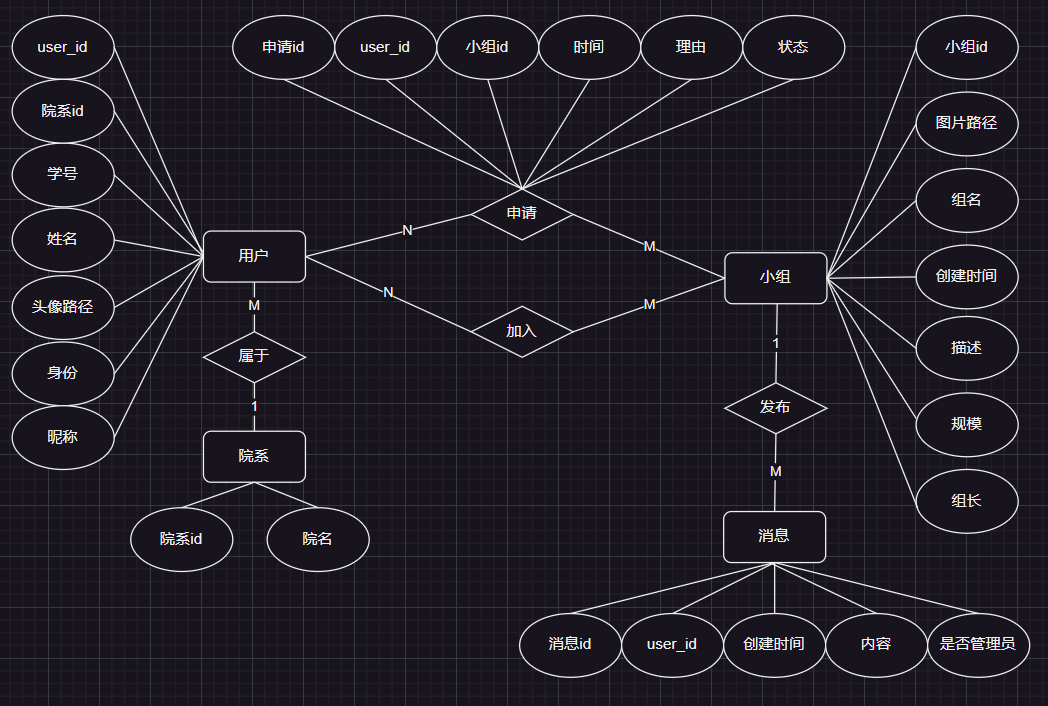 user_id
申请id
user_id
小组id
时间
理由
状态
小组id
院系id
图片路径
学号
组名
申请
姓名
N
M
用户
小组
创建时间
N
M
M
头像路径
加入
1
描述
属于
身份
1
发布
规模
昵称
院系
M
组长
消息
院系id
院名
消息id
user_id
创建时间
内容
是否管理员